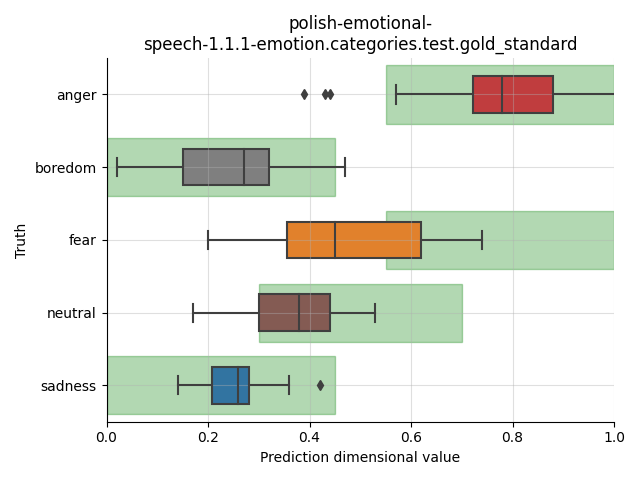 polish-emotional-
speech-1.1.1-emotion.categories.test.gold_standard
anger
boredom
fear
neutral
sadness
Truth
0.0 0.2 0.4 0.6 0.8 1.0
Prediction dimensional value